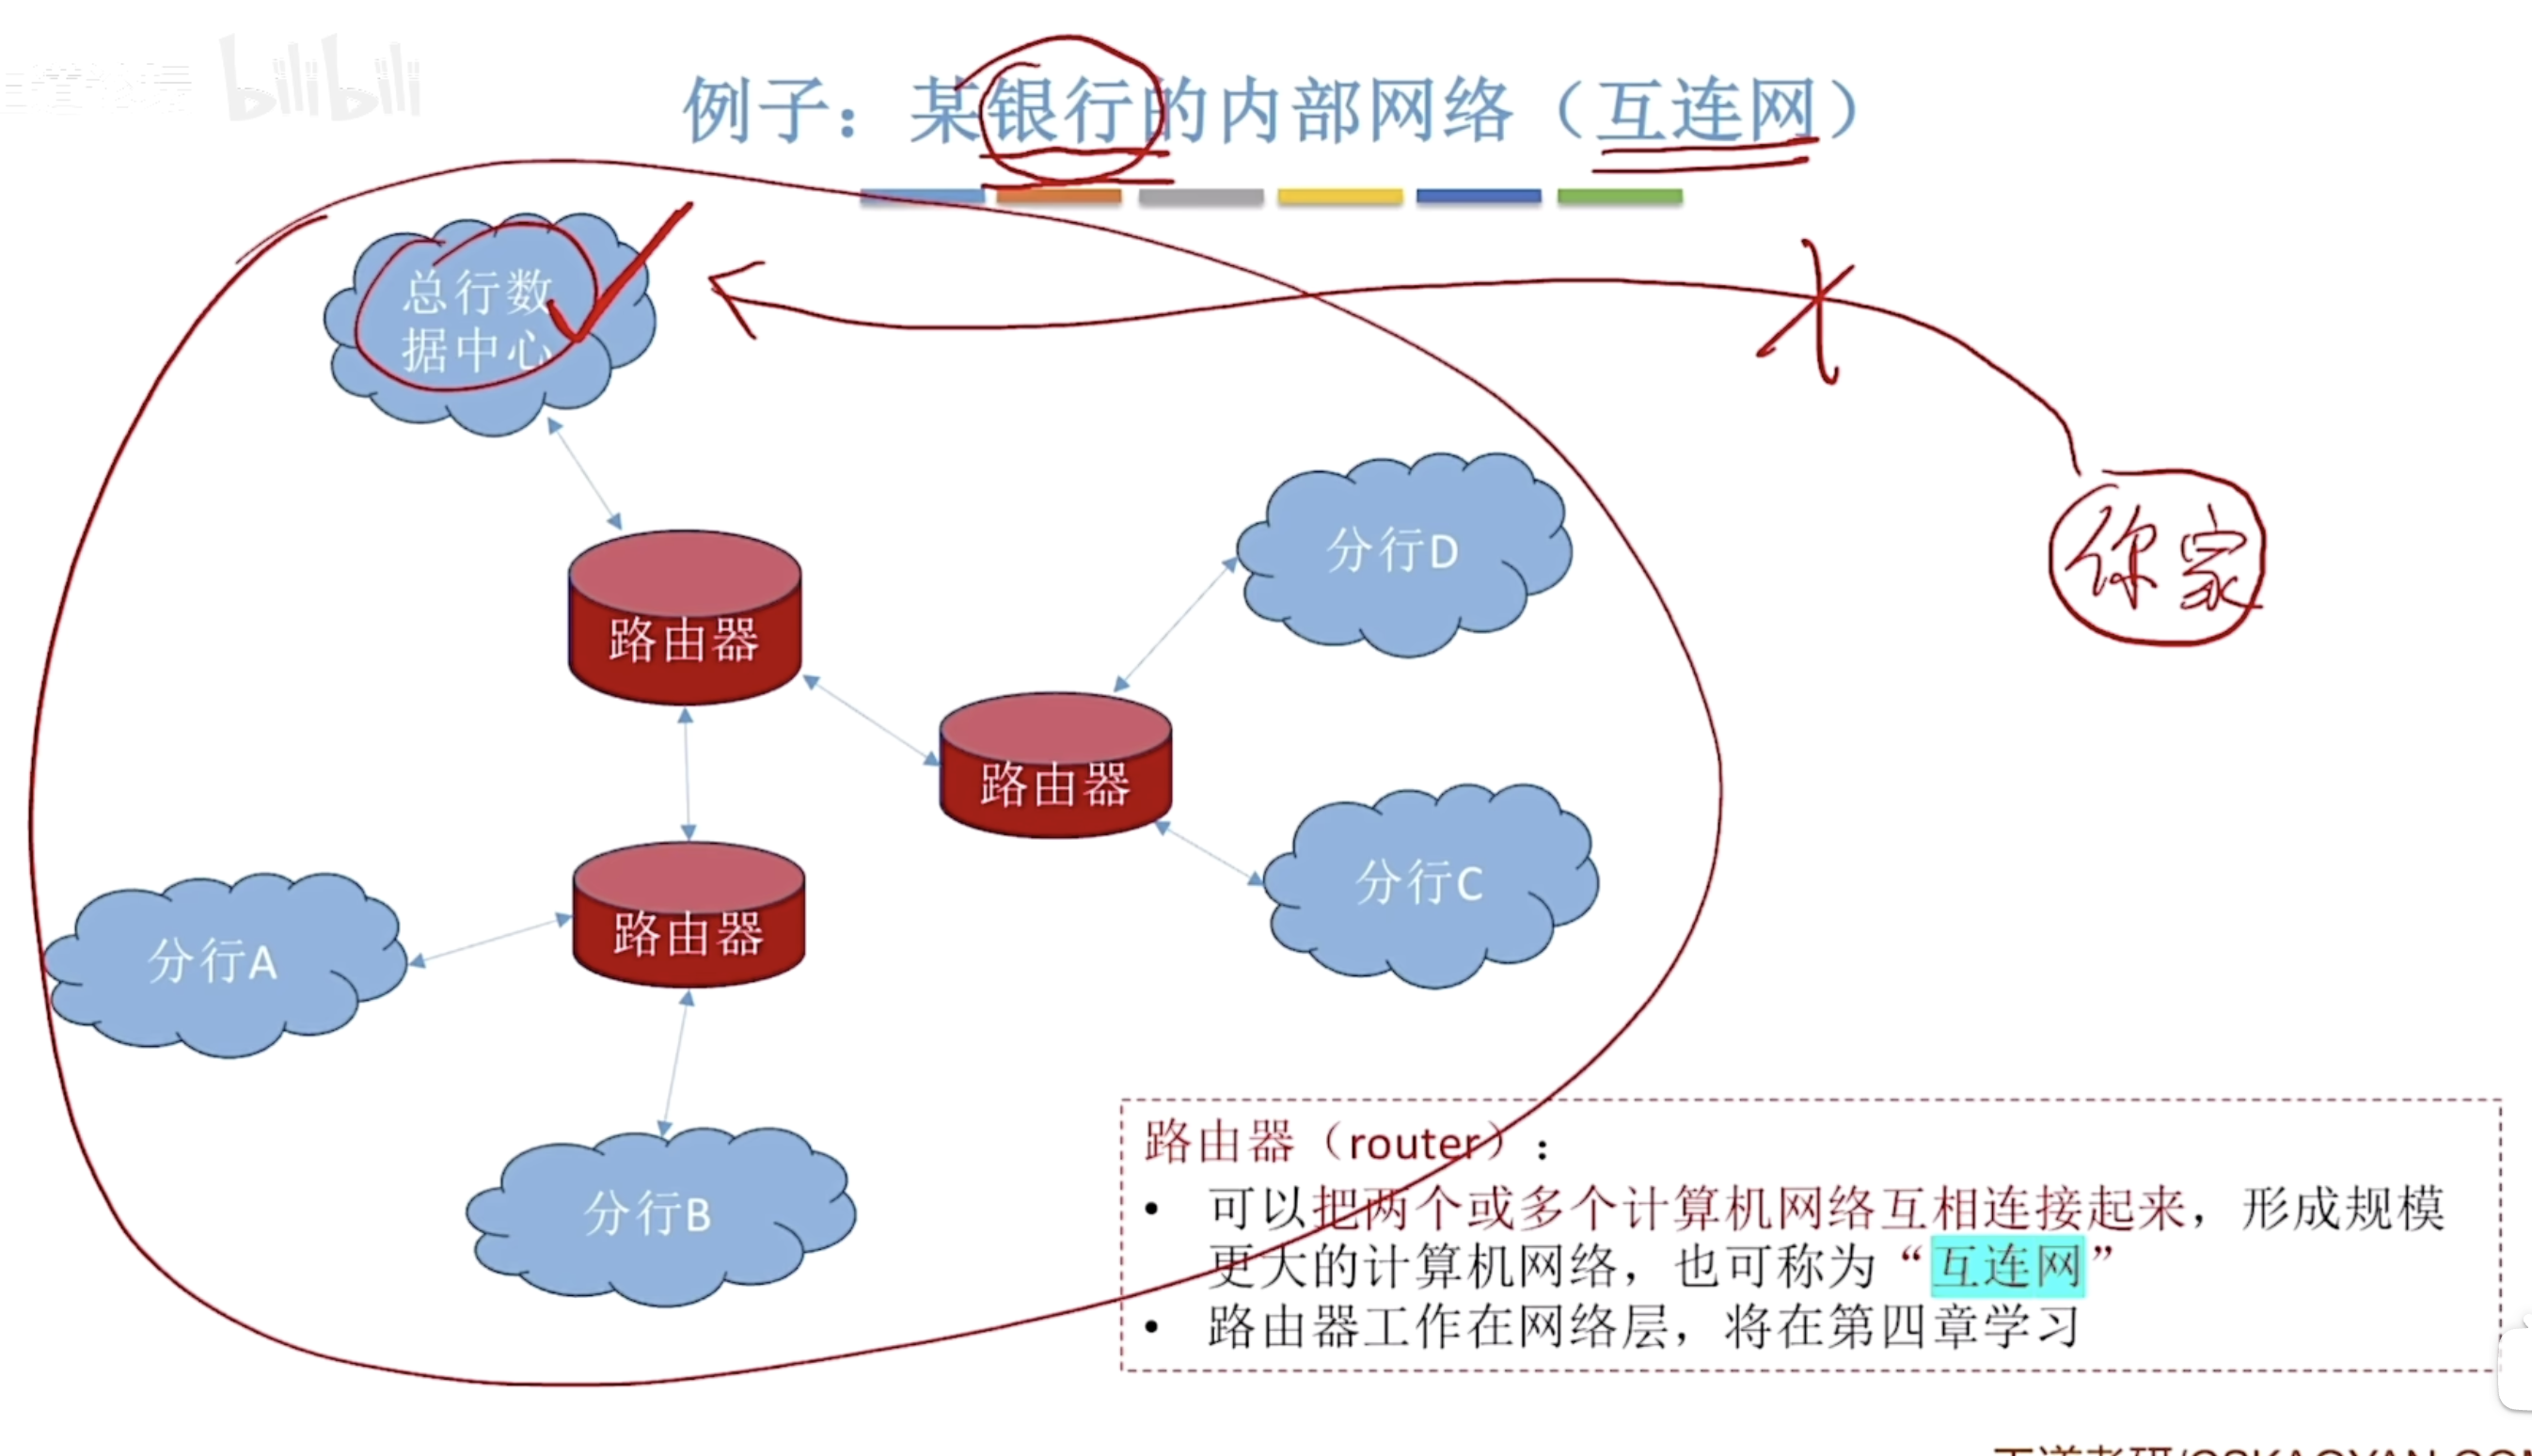 bilibili
例子：某银行的内部网络（互连网）
总行数
据中心
分行D
你家
路由器
路由器
分行C
路由器
分行A
分行B
路由器（router）：
• 可以把两个或多个计算机网络互相连接起来，形成规模
更大的计算机网络，也可称为“互连网”
• 路由器工作在网络层，将在第四章学习